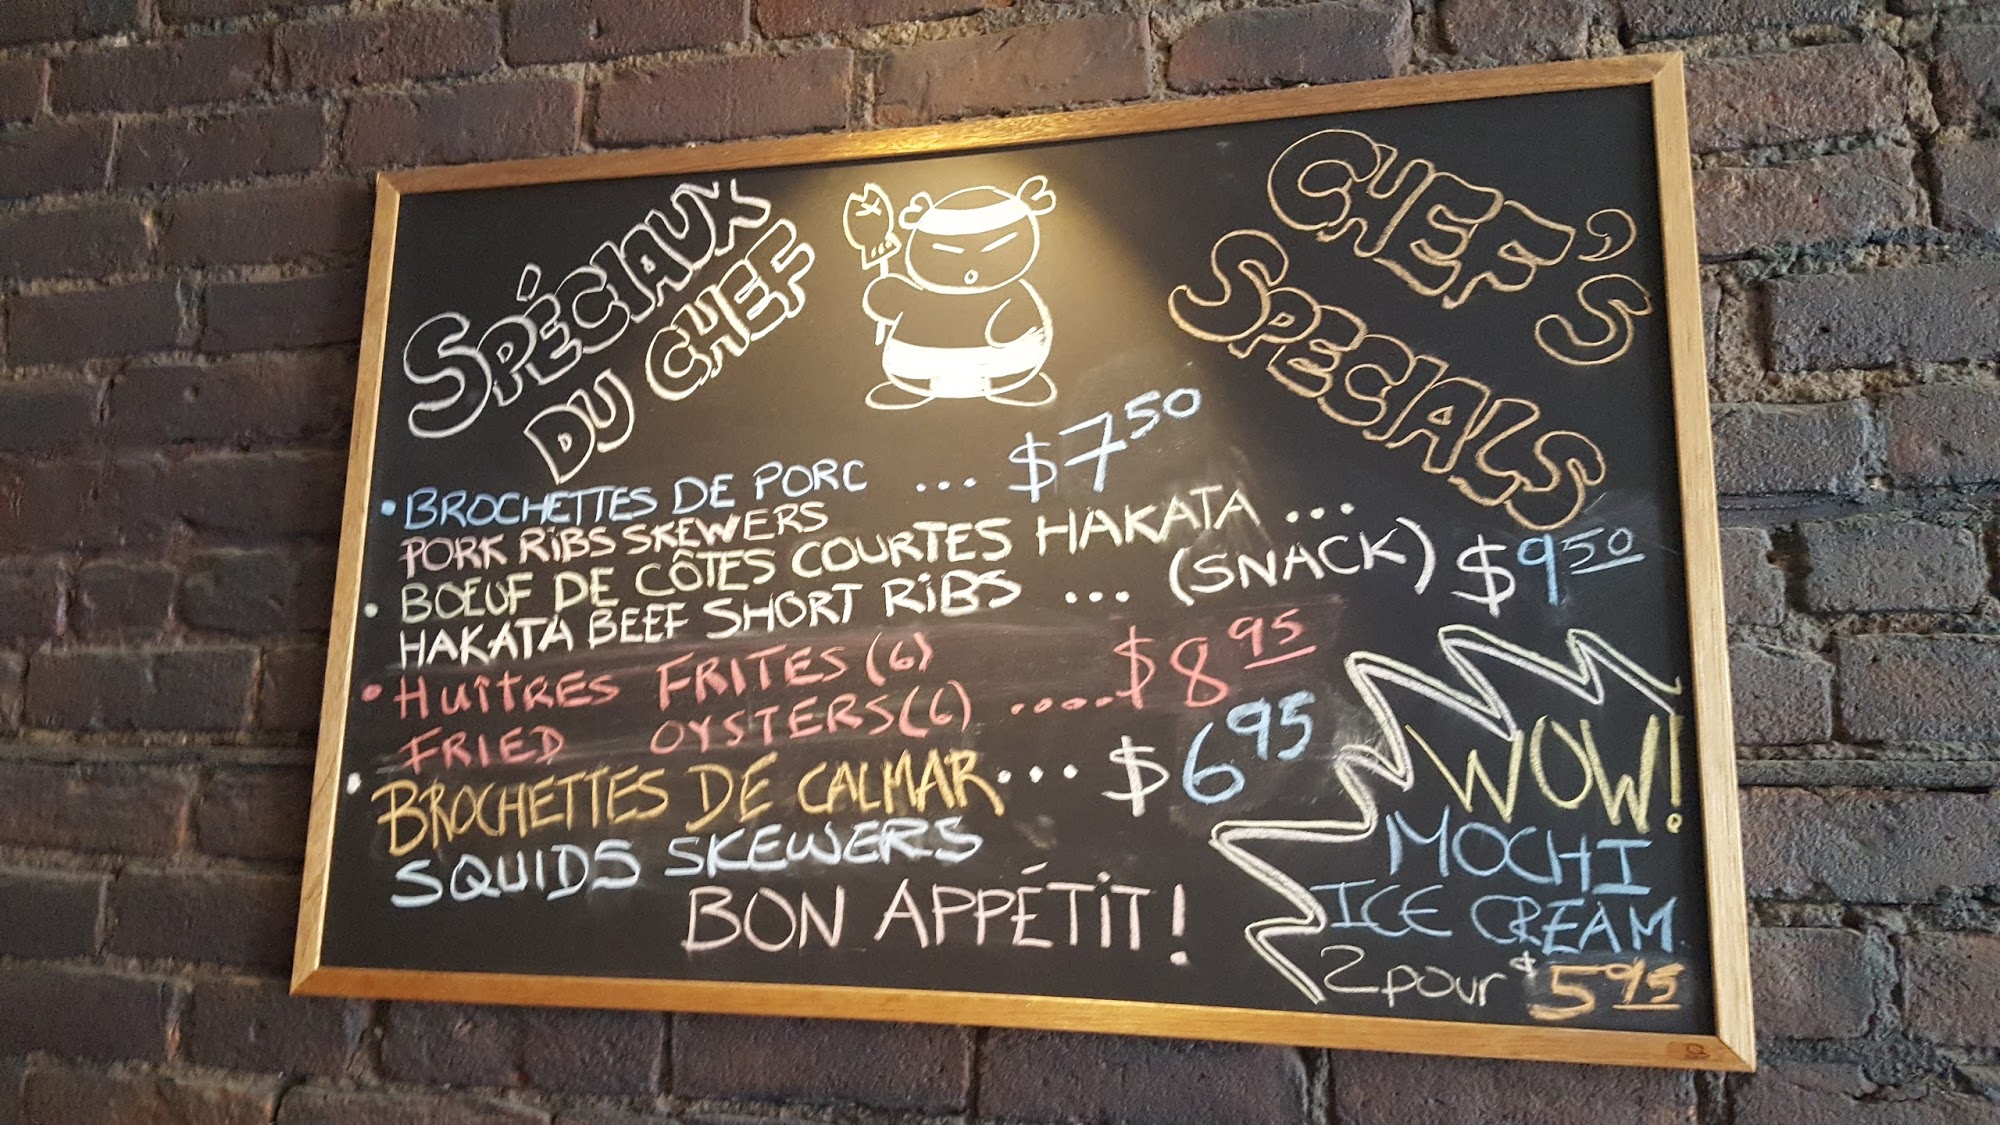 SPÉCIAUX
DU CHEF
CHEF'S
SPECIALS
• BROCHETTES DE PORC ... $7.50
PORK RIBS SKEWERS
• BOEUF DE CÔTES COURTES HAKATA ...
HAKATA BEEF SHORT RIBS ... (SNACK) $9.50
• HUÎTRES FRITES (6)
FRIED OYSTERS (6) .... $8.95
• BROCHETTES DE CALMAR... $6.95
SQUIDS SKEWERS
BON APPÉTIT!
WOW!
MOCHI
ICE CREAM
2 pour $5.95